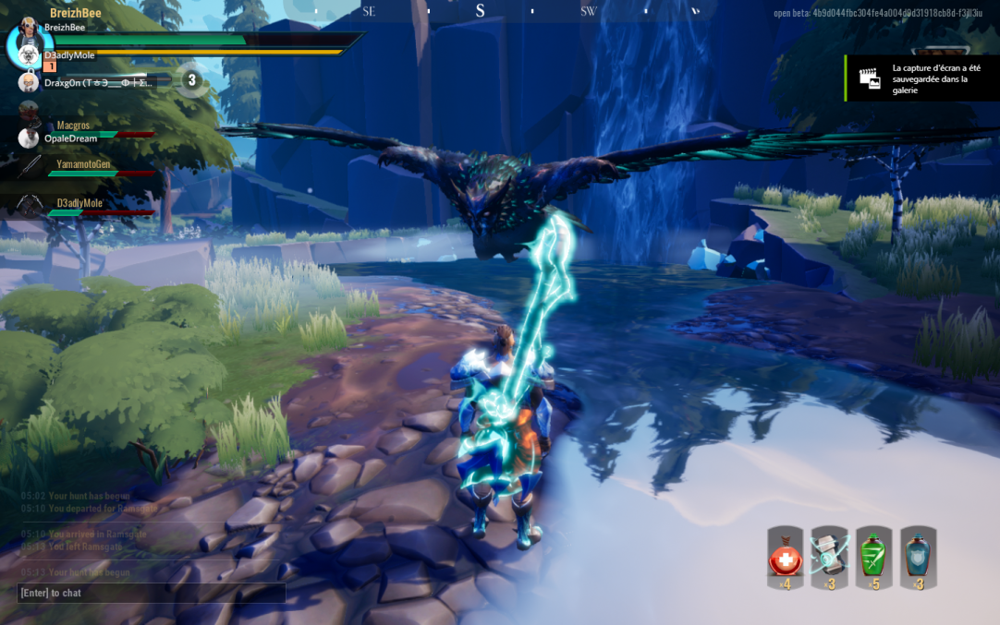 SE S SW
open beta: 4b9d044fbc304fe4a004d9d31918cb8d-f3jll3iu
BreizhBee
BreizhBee
D3adlyMole
1
3
La capture d'écran a été
sauvegardée dans la
galerie
Macgros
OpaleDream
YamamotoGen
D3adlyMole
05:02 Your hunt has begun
05:10 You departed for Ramsgate
05:10 You arrived in Ramsgate
05:13 You left Ramsgate
05:13 Your hunt has begun
[Enter] to chat
x4 x3 x5 x3